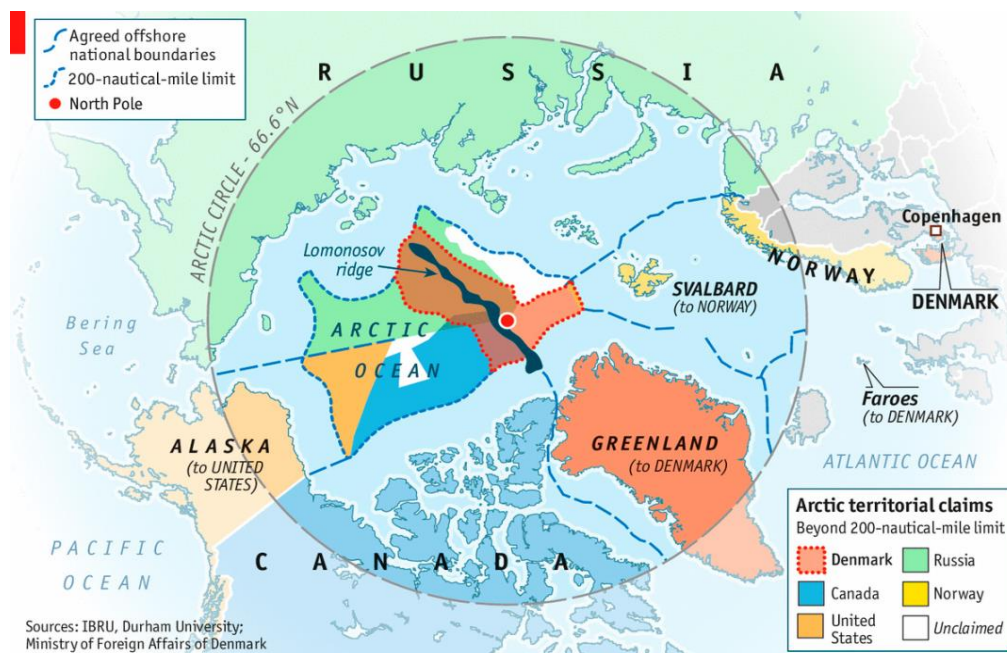 Agreed offshore
national boundaries
200-nautical-mile limit
North Pole
RUSSIA
ARCTIC CIRCLE - 66.6°N
Lomonosov
ridge
ARCTIC
OCEAN
SVALBARD
(to NORWAY)
NORWAY
Copenhagen
DENMARK
Bering
Sea
Faroes
(to DENMARK)
ALASKA
(to UNITED
STATES)
GREENLAND
(to DENMARK)
ATLANTIC OCEAN
PACIFIC
OCEAN
CANADA
Arctic territorial claims
Beyond 200-nautical-mile limit
Denmark
Russia
Canada
Norway
United
States
Unclaimed
Sources: IBRU, Durham University;
Ministry of Foreign Affairs of Denmark